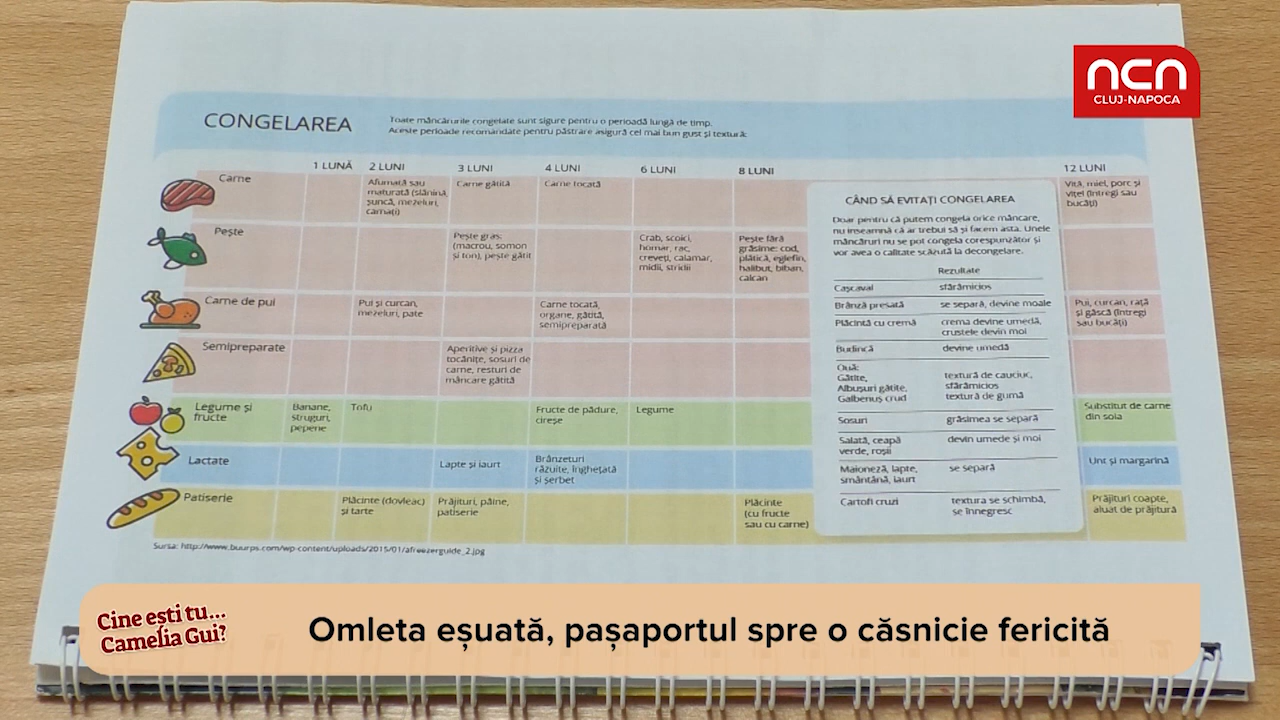 ncn
CLUJ-NAPOCA
CONGELAREA
Toate mâncărurile congelate sunt sigure pentru o perioadă lungă de timp.
Aceste perioade recomandate pentru păstrare asigură cel mai bun gust și textură:
1 LUNĂ 2 LUNI 3 LUNI 4 LUNI 6 LUNI 8 LUNI 12 LUNI
Carne
Afumată sau
maturată (slănină,
șuncă, mezeluri,
carnați)
Carne gătită
Carne tocată
Vită, miel, porc și
vițel (întregi sau
bucăți)
Pește
Pește gras:
(macrou, somon
și ton), pește gătit
Crab, scoici,
homar, rac,
creveți, calamar,
midii, stridii
Pește fără
grăsime: cod,
plătică, eglefin,
halibut, biban,
calcan
Carne de pui
Pui și curcan,
mezeluri, pate
Carne tocată,
organe, gătită,
semipreparată
Pui, curcan, rață
și gâscă (întregi
sau bucăți)
Semipreparate
Aperitive și pizza
tocănițe, sosuri de
carne, resturi de
mâncare gătită
Legume și
fructe
Banane,
struguri,
pepene
Tofu
Fructe de pădure,
cireșe
Legume
Substitut de carne
din soia
Lactate
Lapte și iaurt
Brânzeturi
răzuite, înghețată
și șerbet
Unt și margarină
Patiserie
Plăcinte (dovleac)
și tarte
Prăjituri, pâine,
patiserie
Plăcinte
(cu fructe
sau cu carne)
Prăjituri coapte,
aluat de prăjitură
CÂND SĂ EVITAȚI CONGELAREA
Doar pentru că putem congela orice mâncare,
nu înseamnă că ar trebui să și facem asta. Unele
mâncăruri nu se pot congela corespunzător și
vor avea o calitate scăzută la decongelare.
Rezultate
Cașcaval sfărâmicios
Brânză presată se separă, devine moale
Plăcintă cu cremă crema devine umedă,
crustele devin moi
Budincă devine umedă
Ouă:
Gătite, textură de cauciuc,
Albușuri gătite, sfărâmicios
Galbenuș crud textură de gumă
Sosuri grăsimea se separă
Salată, ceapă devin umede și moi
verde, roșii
Maioneză, lapte, se separă
smântână, iaurt
Cartofi cruzi textura se schimbă,
se înnegresc
Sursa: http://www.buurps.com/wp-content/uploads/2015/01/afreezerguide_2.jpg
Cine ești tu...
Camelia Gui?
Omleta eșuată, pașaportul spre o căsnicie fericită